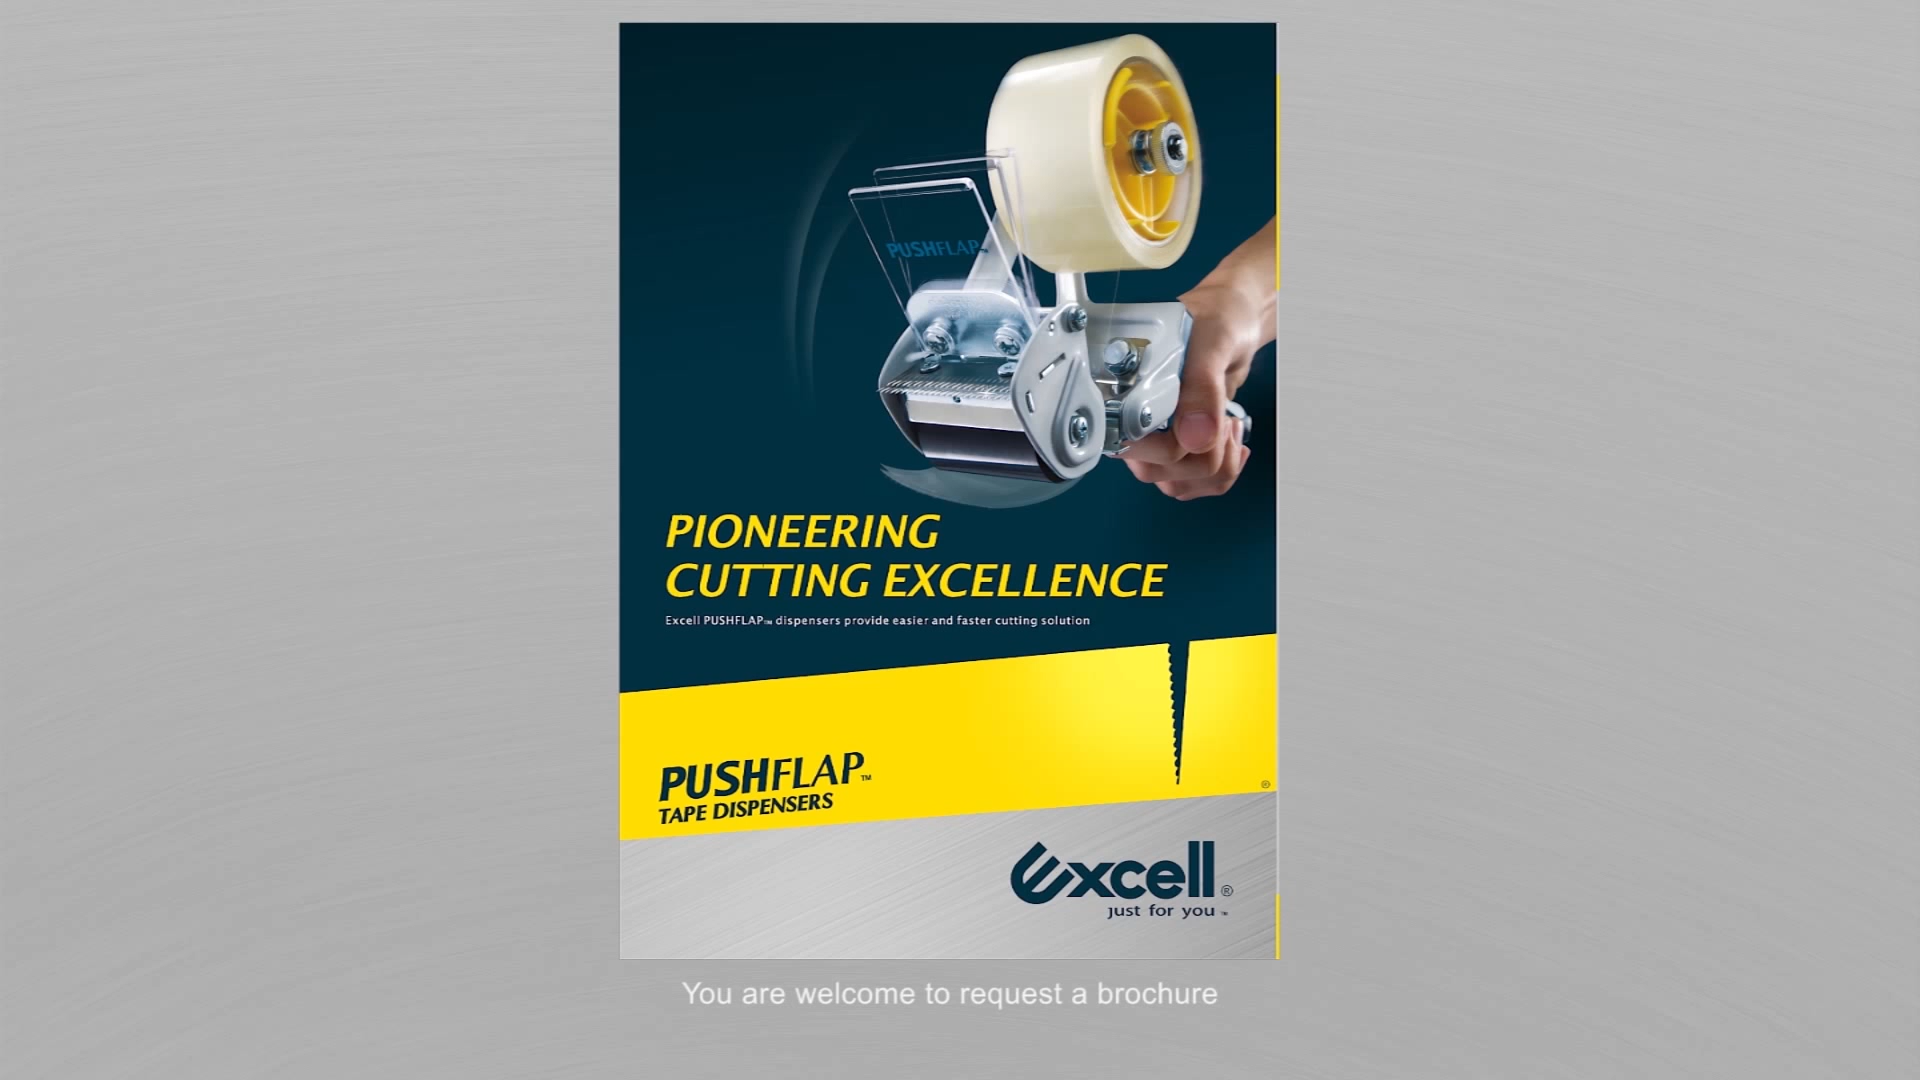 PUSHFLAP™
PIONEERING
CUTTING EXCELLENCE
Excell PUSHFLAP™ dispensers provide easier and faster cutting solution
PUSHFLAP™
TAPE DISPENSERS
®
Excell®
just for you™
You are welcome to request a brochure